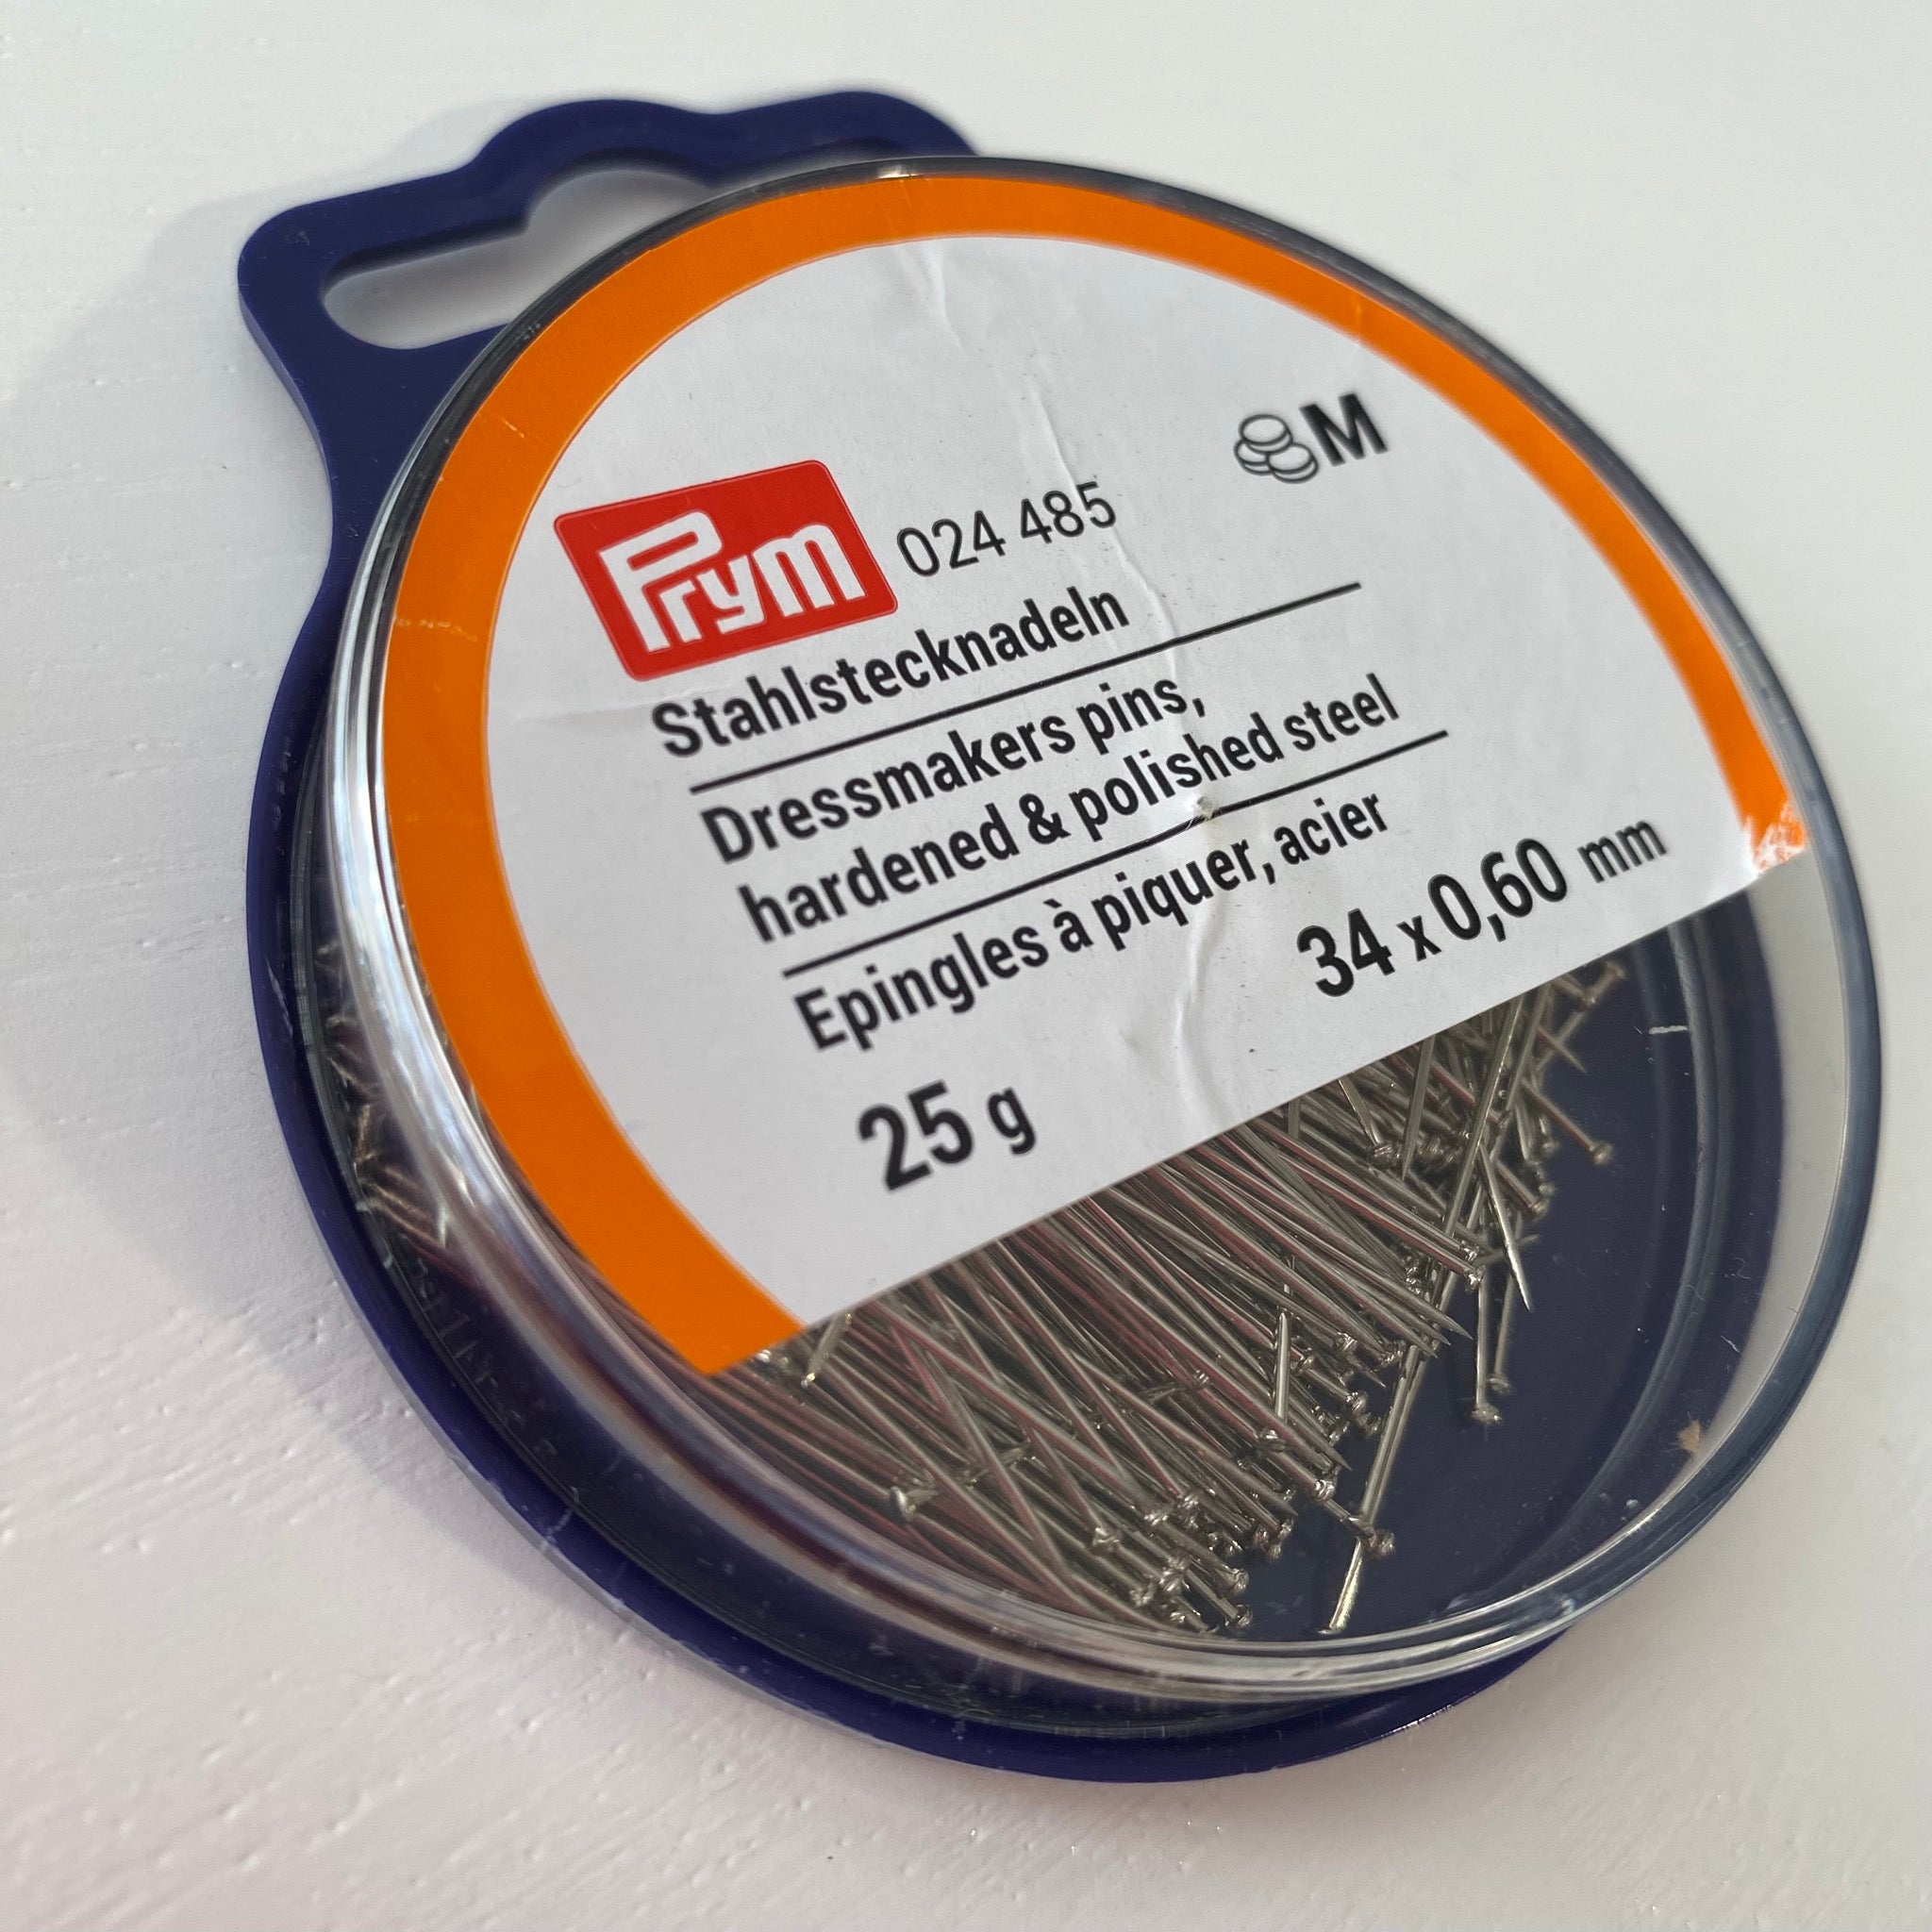 M
Prym 024 485
Stahlstecknadeln
Dressmakers pins,
hardened & polished steel
Epingles à piquer, acier
34 x 0,60 mm
25 g